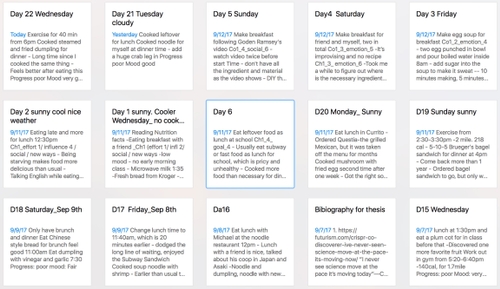 Day 22 Wednesday
Today Exercise for 40 min
from 6pm Cooked steamed
and fried dumpling for
dinner - Long time since I
cooked the same thing -
Feels better after eating this
Progress poor Very mood g...
Day 21 Tuesday
cloudy
Yesterday Cooked leftover
for lunch Cooked noodle for
myself at dinner time - add
a huge crab leg in Progress
poor Mood good
Day 5 Sunday
9/12/17 Make breakfast
following Goden Ramsey's
video Co1_4_social_6 -
watch video twice before
start Time - don't have all
the ingredient and material
as the video shows - DIY th...
Day4 Saturday
9/12/17 Make breakfast for
friend and myself, two in
total Co1_3_emotion_5 -It's
improving and no recipe
Ch1_3_emotion_6 -Took me
a while to figure out where
is the necessary ingredient...
Day 3 Friday
9/12/17 Make egg soup for
breakfast Co1_2_emotion_4
- two egg punched in bowl
and pour boiled water inside
8am - add sugar into the
soup to make it sweet -- 10
minutes making, 5 minutes...
Day 2 sunny cool nice
weather
9/11/17 Eating late and more
for lunch 12:30pm
Ch1_effort 1/ influence 4 /
social / new ways - Being
starving makes food more
delicious than usual -
Talking English while eating...
Day 1 sunny. Cooler
Wednesday_ no cook...
9/11/17 Reading Nutrition
facts -Eating breakfast with
a friend _Ch1 effort 1/ infl 2/
social / new ways -low
mood - no early morning
class - Microwave milk 1:35
-Fresh bread from Kroger -...
Day 6
9/11/17 Eat leftover food as
lunch at school Ch1_4_
goal_4 - Usually eat subway
or fast food as lunch for
school, which is pricy and
unhealthy - Cooked more
food than necessary for din...
D20 Monday_ Sunny
9/11/17 Eat lunch in Currito -
Ordered Quesila-the grilled
Mexican, but it was taken
off the menu for months
Cooked mushroom with
fried egg second time after
one week - Got the right so...
D19 Sunday sunny
9/11/17 Exercise from
2:30-3:30pm -2 mile. 218
cal - 5-10-5 Brueger's bagel
sandwich for dinner at 4pm
- Come back more than the
1 year before - Ordered
bagel sandwich to go, but only w...
D18 Saturday_Sep 9th
9/9/17 Only have brunch
and dinner Eat Chinese
style bread for brunch feel
good 11:00am Eat dumpling
with vinegar and garlic 7:30
Progress: poor mood: Fair
D17 Friday_Sep 8th
9/9/17 Change lunch time to
11:40am, which is 20
minutes earlier - dodged the
long line of waiting, enjoyed
the Subway Sandwich
Cooked soup noodle with
shrimp - Earlier than usual t...
Da16
9/8/17 Eat lunch with
Michael at the noodle
restaurant 12pm - Lunch
with a friend is nice, talked
about his coop in Japan and
Asaki -Noodle and
dumpling, noodle with me...
Bibiography for thesis
9/7/17 1. https://
futurism.com/crispr-co-
discover-ive-never-seen-
science-move-at-the-pace-
its-moving-now/ "I never
see science move at the
pace it's moving today"—C...
D15 Wednesday
9/7/17 lunch at 1:30pm and
eat a plum cot for in class
before that -Discovered one
more favorite fruit Work out
in gym from 5:20-6:40pm
-140cal, for 1.7mile
Progress: poor Mood: very...